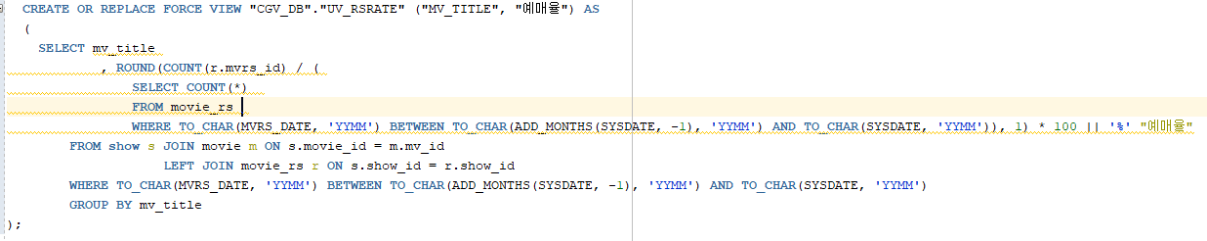 CREATE OR REPLACE FORCE VIEW "CGV_DB"."UV_RSRATE" ("MV_TITLE", "예매율") AS
(
SELECT mv_title
, ROUND(COUNT(r.mvrs_id) / (
SELECT COUNT(*)
FROM movie_rs
WHERE TO_CHAR(MVRS_DATE, 'YYMM') BETWEEN TO_CHAR(ADD_MONTHS(SYSDATE, -1), 'YYMM') AND TO_CHAR(SYSDATE, 'YYMM')), 1) * 100 || '%' "예매율"
FROM show s JOIN movie m ON s.movie_id = m.mv_id
LEFT JOIN movie_rs r ON s.show_id = r.show_id
WHERE TO_CHAR(MVRS_DATE, 'YYMM') BETWEEN TO_CHAR(ADD_MONTHS(SYSDATE, -1), 'YYMM') AND TO_CHAR(SYSDATE, 'YYMM')
GROUP BY mv_title
);